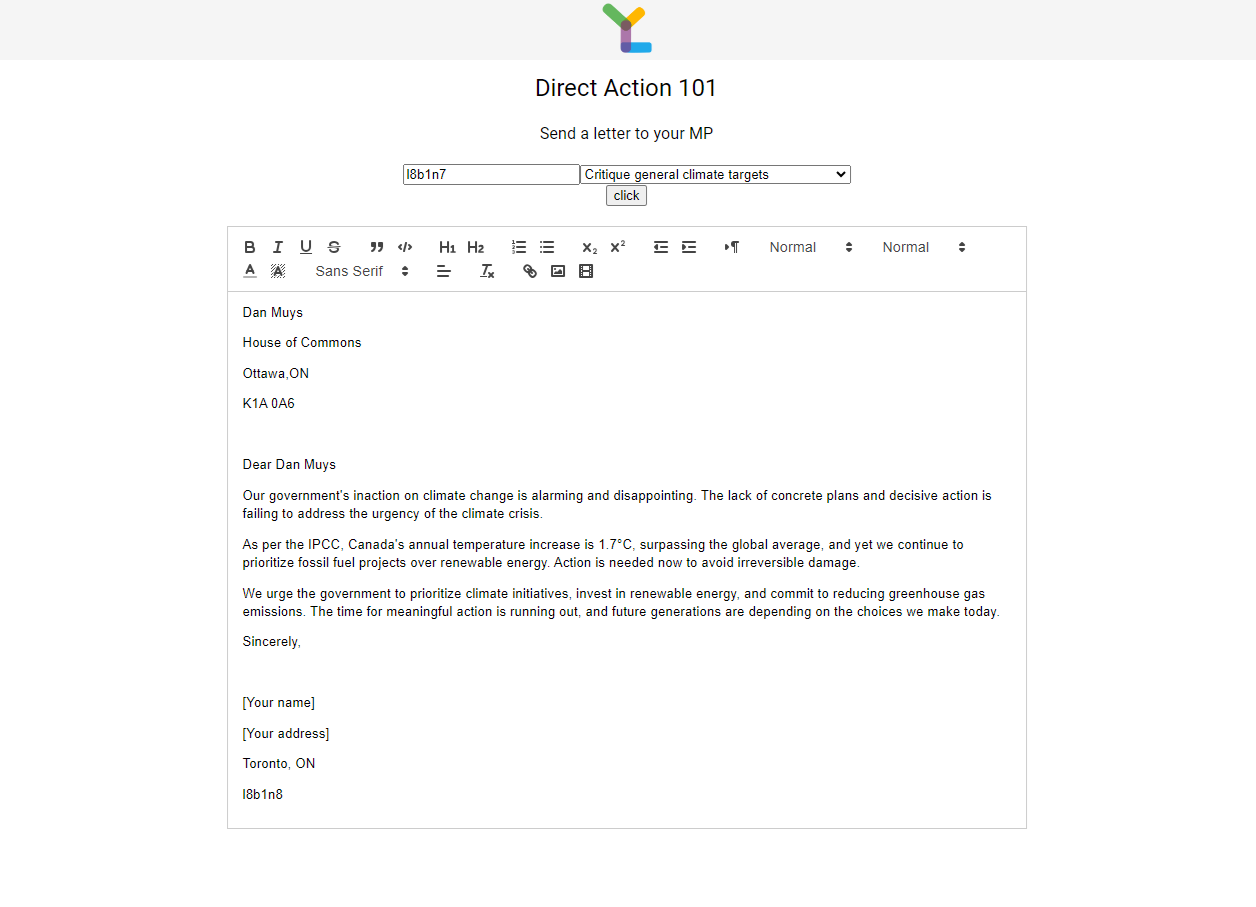 Direct Action 101
Send a letter to your MP
l8b1n7 Critique general climate targets
click
B I U S H1 H2 X2 X2 Normal Normal
A A Sans Serif Tx
Dan Muys
House of Commons
Ottawa,ON
K1A 0A6
Dear Dan Muys
Our government's inaction on climate change is alarming and disappointing. The lack of concrete plans and decisive action is
failing to address the urgency of the climate crisis.
As per the IPCC, Canada's annual temperature increase is 1.7°C, surpassing the global average, and yet we continue to
prioritize fossil fuel projects over renewable energy. Action is needed now to avoid irreversible damage.
We urge the government to prioritize climate initiatives, invest in renewable energy, and commit to reducing greenhouse gas
emissions. The time for meaningful action is running out, and future generations are depending on the choices we make today.
Sincerely,
[Your name]
[Your address]
Toronto, ON
l8b1n8